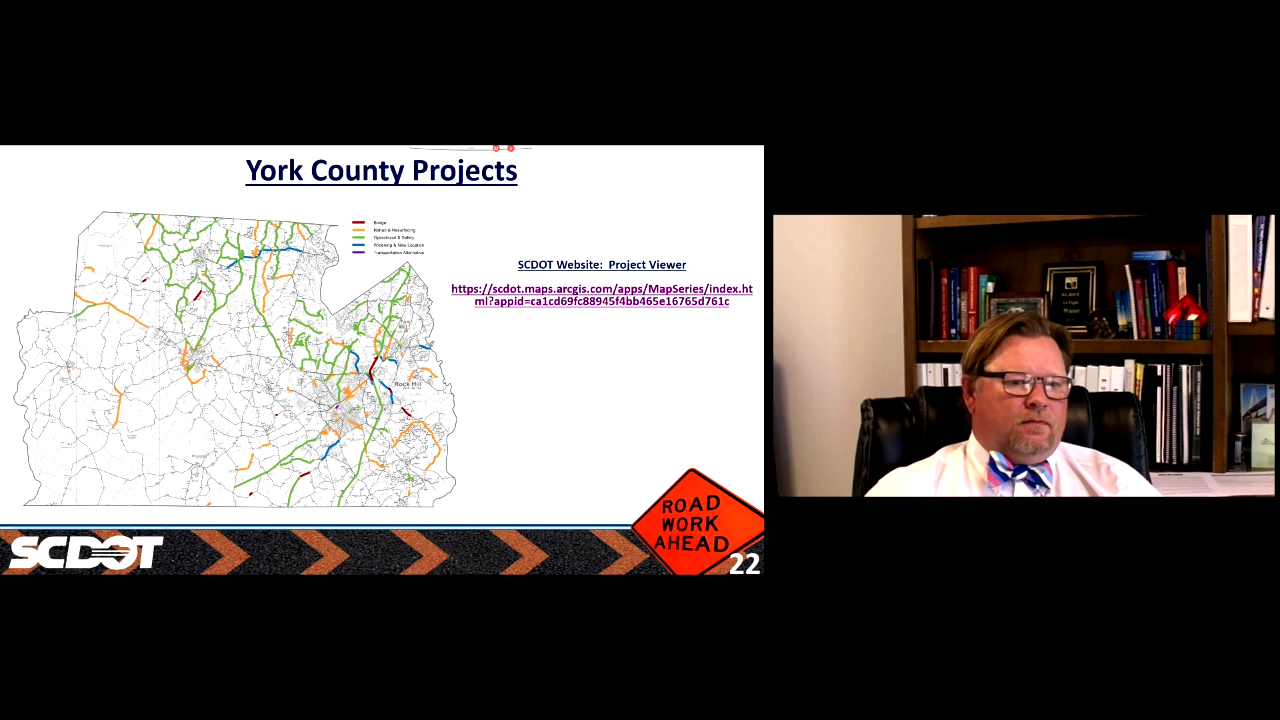 York County Projects
Bridge
Rehab & Resurfacing
Operational & Safety
Widening & New Location
Transportation Alternative
SCDOT Website: Project Viewer
https://scdot.maps.arcgis.com/apps/MapSeries/index.ht
ml?appid=ca1cd69fc88945f4bb465e16765d761c
Rock Hill
ROAD
WORK
AHEAD
SCDOT
22